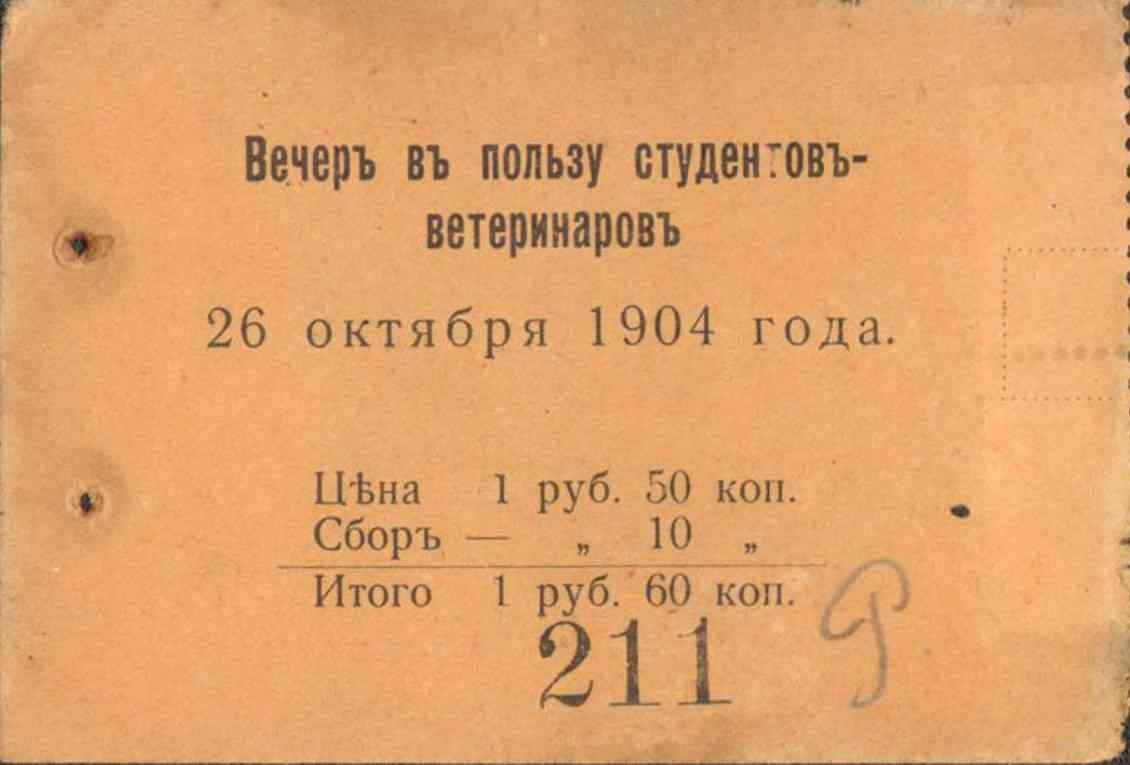 Вечеръ въ пользу студентовъ-
ветеринаровъ
26 октября 1904 года.
Цѣна 1 руб. 50 коп.
Сборъ — „ 10 „
Итого 1 руб. 60 коп.
211